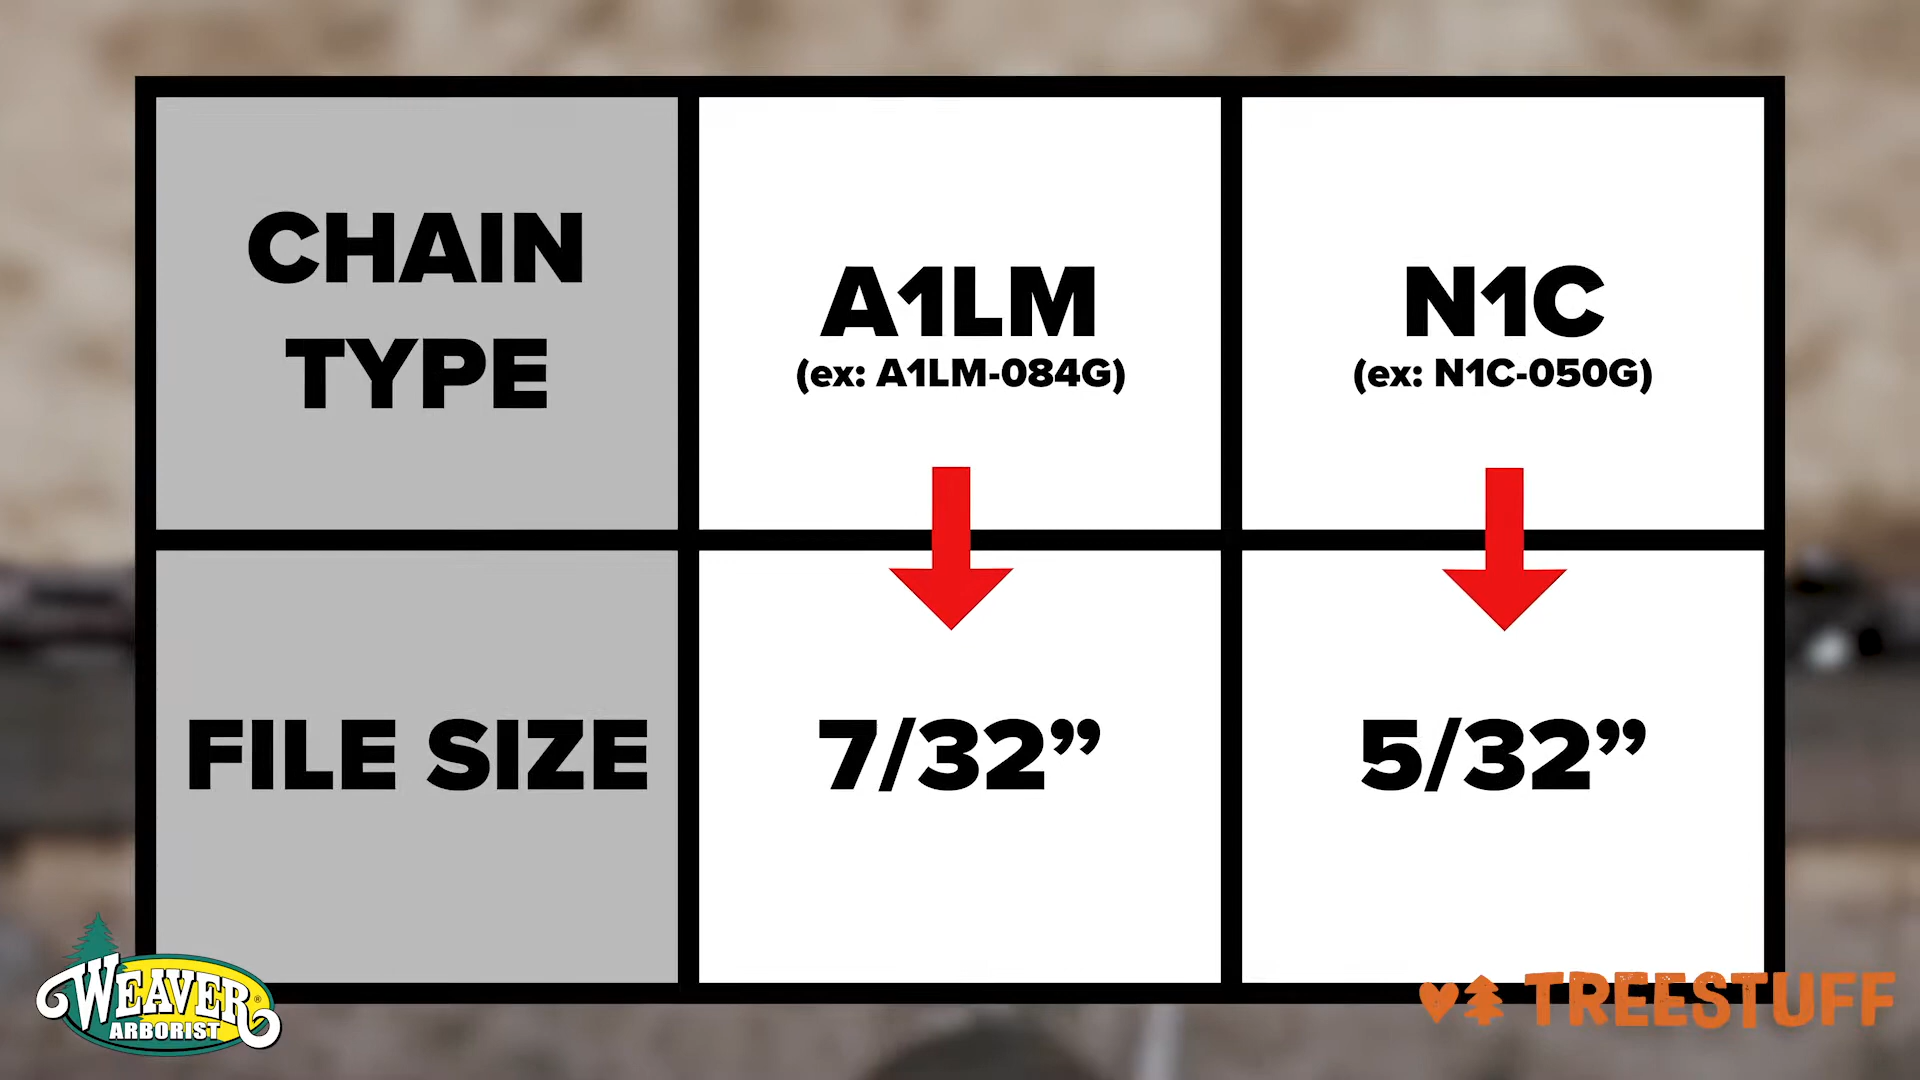 CHAIN
TYPE
A1LM
(ex: A1LM-084G)
N1C
(ex: N1C-050G)
FILE SIZE
7/32”
5/32”
WEAVER®
ARBORIST
TREESTUFF